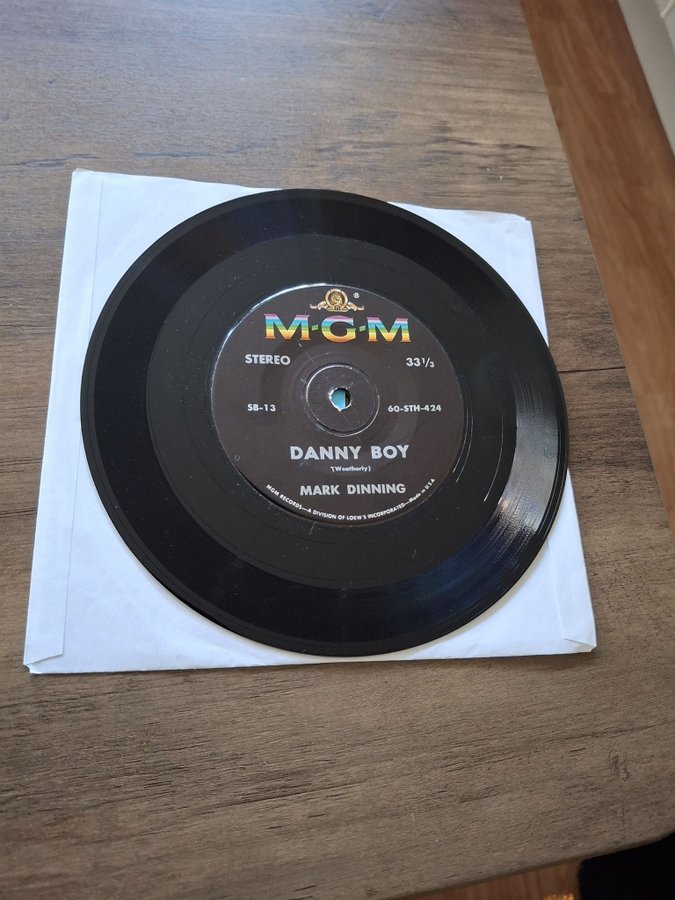 ®
M-G-M
STEREO 33⅓
SB-13 60-STH-424
DANNY BOY
(Weatherly)
MARK DINNING
MGM RECORDS—A DIVISION OF LOEW'S INCORPORATED—Made in U.S.A.